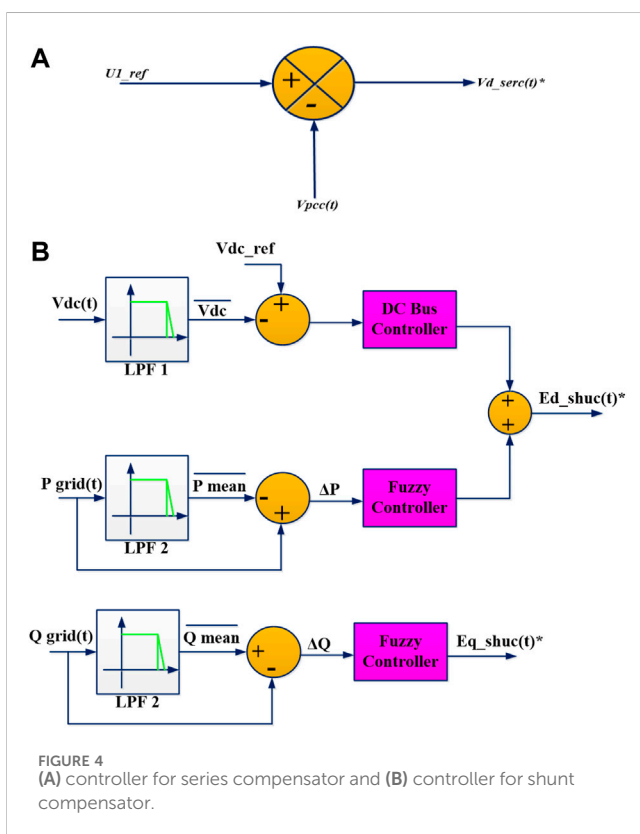 A
U1_ref
+
-
Vd_serc(t)*
Vpcc(t)
B
Vdc_ref
Vdc(t)
LPF 1
Vdc
-
+
DC Bus
Controller
+
+
Ed_shuc(t)*
P grid(t)
LPF 2
P mean
-
+
ΔP
Fuzzy
Controller
Q grid(t)
LPF 2
Q mean
+
-
ΔQ
Fuzzy
Controller
Eq_shuc(t)*
FIGURE 4
(A) controller for series compensator and (B) controller for shunt
compensator.